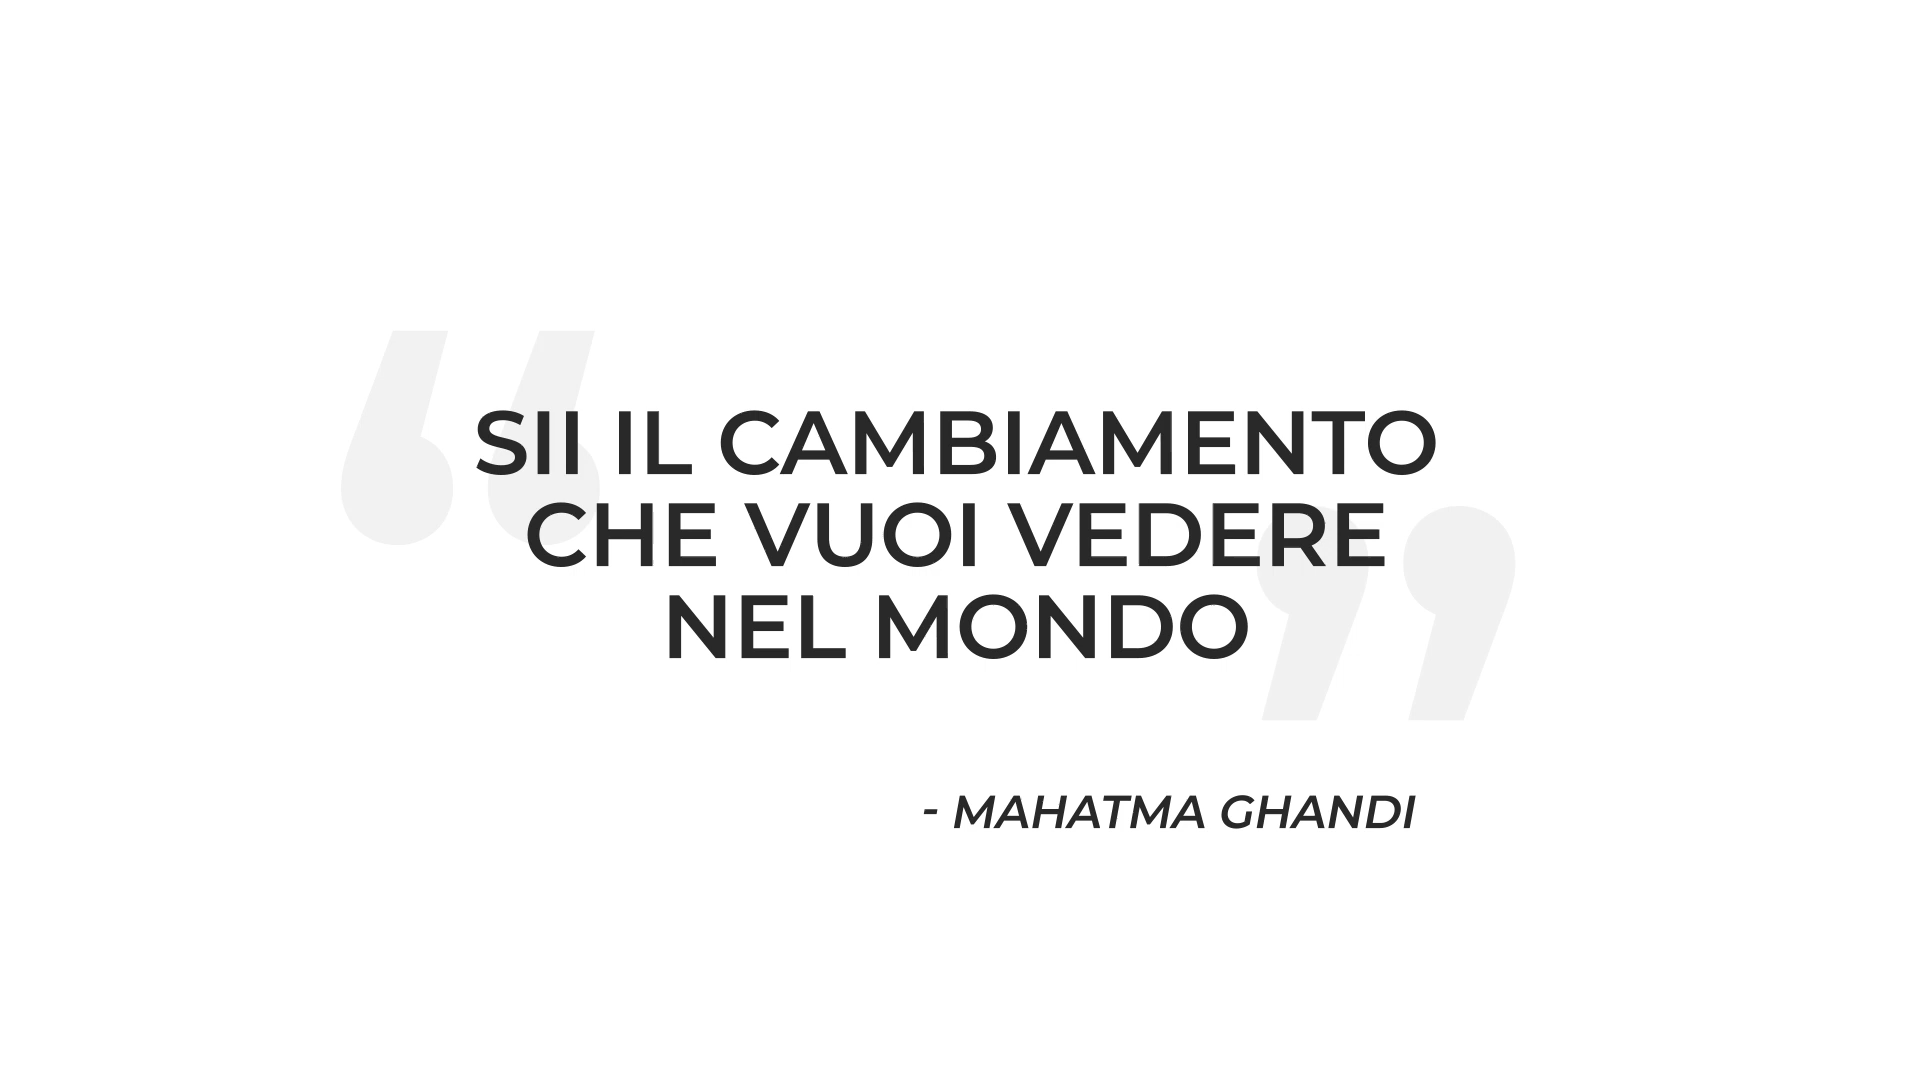 SII IL CAMBIAMENTO
CHE VUOI VEDERE
NEL MONDO
- MAHATMA GHANDI